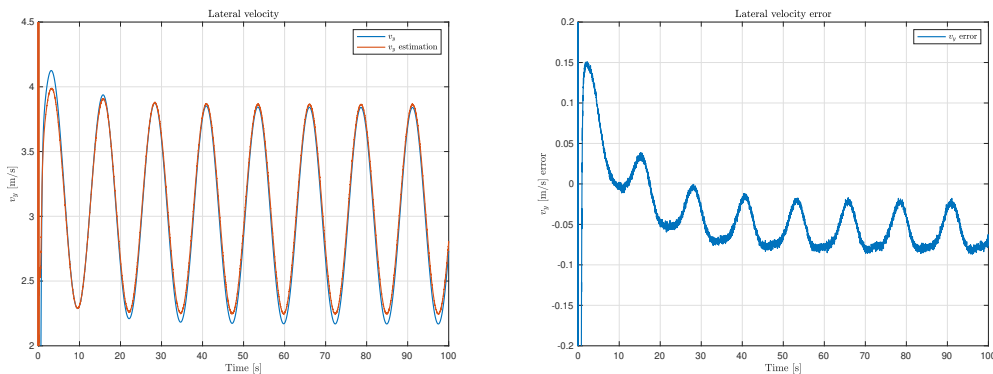 Lateral velocity
4.5
4
3.5
3
2.5
2
v_y [m/s]
v_y
v_y estimation
0 10 20 30 40 50 60 70 80 90 100
Time [s]
Lateral velocity error
0.2
0.15
0.1
0.05
0
-0.05
-0.1
-0.15
-0.2
v_y [m/s] error
v_y error
0 10 20 30 40 50 60 70 80 90 100
Time [s]